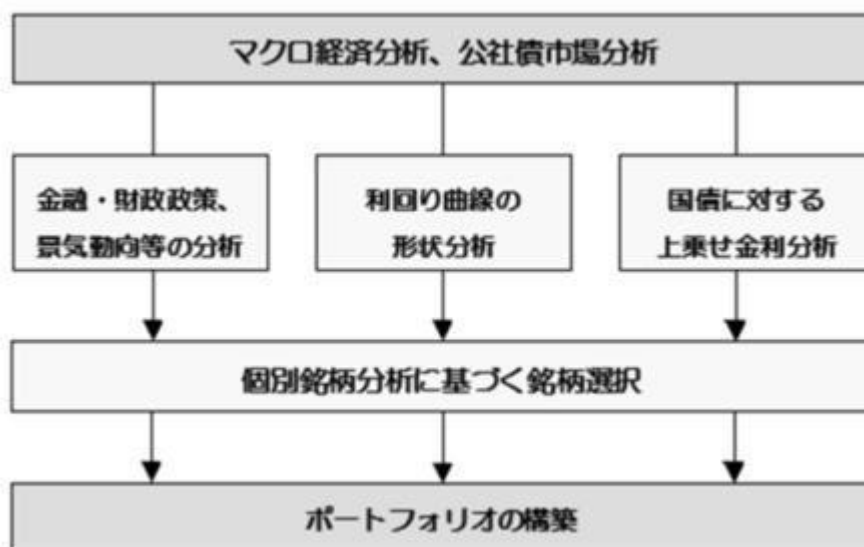 マクロ経済分析、公社債市場分析
金融・財政政策、
景気動向等の分析
利回り曲線の
形状分析
国債に対する
上乗せ金利分析
個別銘柄分析に基づく銘柄選択
ポートフォリオの構築